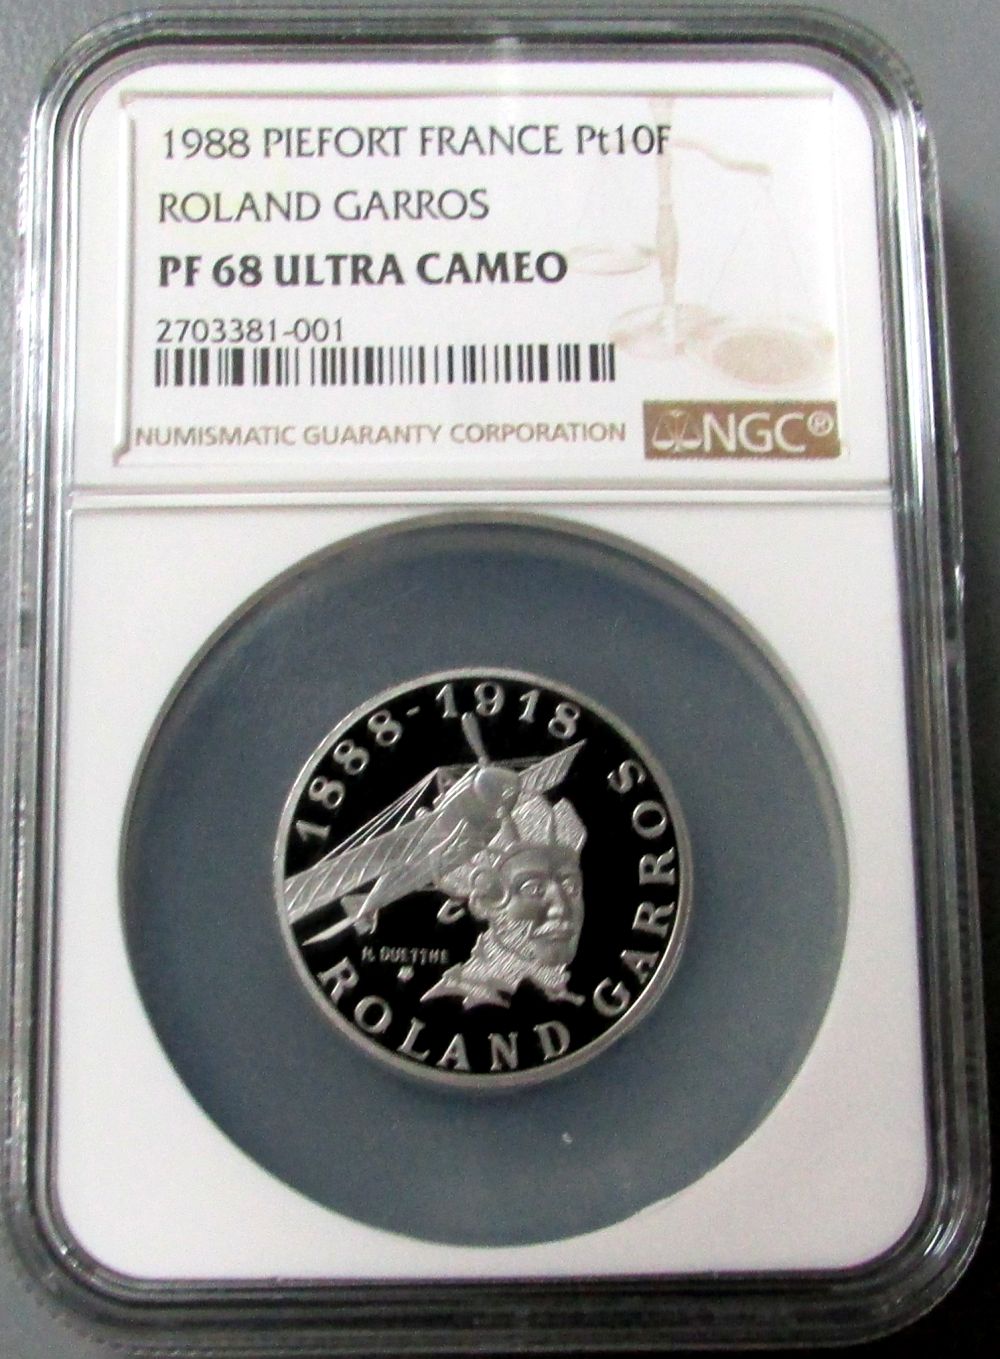 1988 PIEFORT FRANCE Pt10F
ROLAND GARROS
PF 68 ULTRA CAMEO
2703381-001
NUMISMATIC GUARANTY CORPORATION
NGC®
1888-1918
ROLAND GARROS